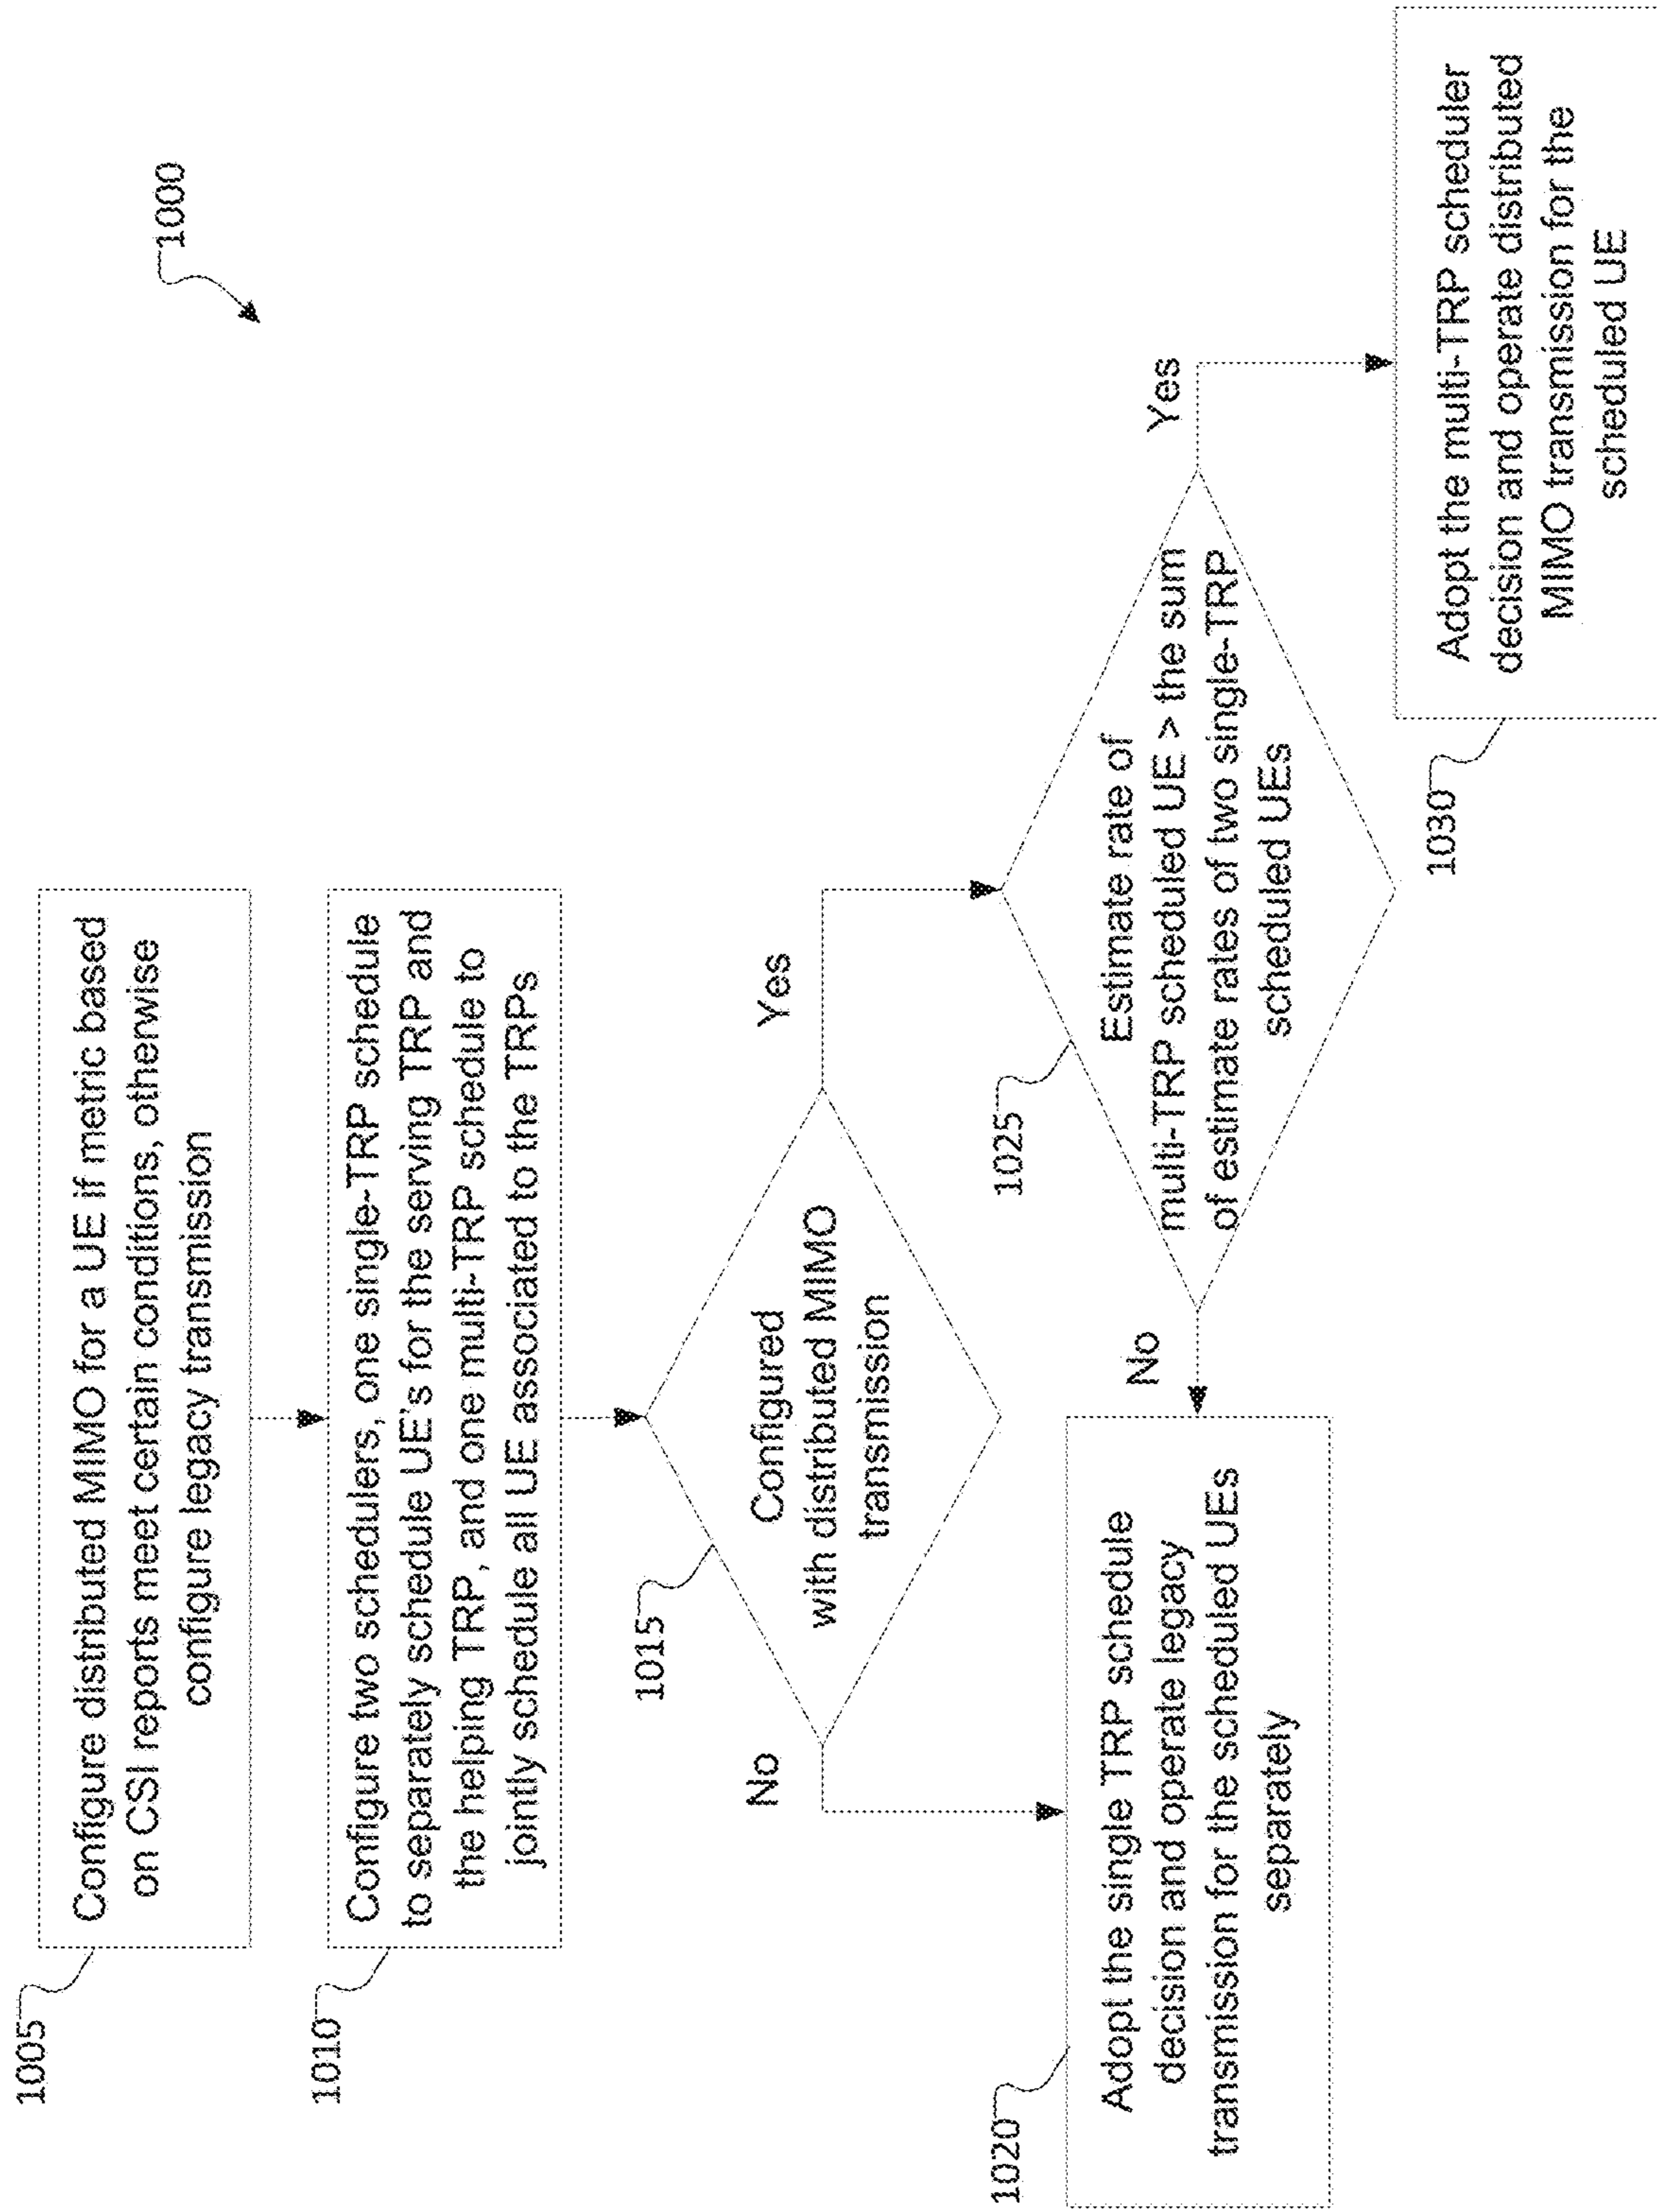 1000
1005
Configure distributed MIMO for a UE if metric based
on CSI reports meet certain conditions, otherwise
configure legacy transmission
1010
Configure two schedulers, one single-TRP schedule
to separately schedule UE's for the serving TRP and
the helping TRP, and one multi-TRP schedule to
jointly schedule all UE associated to the TRPs
1015
Configured
with distributed MIMO
transmission
No
Yes
1020
Adopt the single TRP schedule
decision and operate legacy
transmission for the scheduled UEs
separately
No
1025
Estimate rate of
multi-TRP scheduled UE > the sum
of estimate rates of two single-TRP
scheduled UEs
Yes
1030
Adopt the multi-TRP scheduler
decision and operate distributed
MIMO transmission for the
scheduled UE